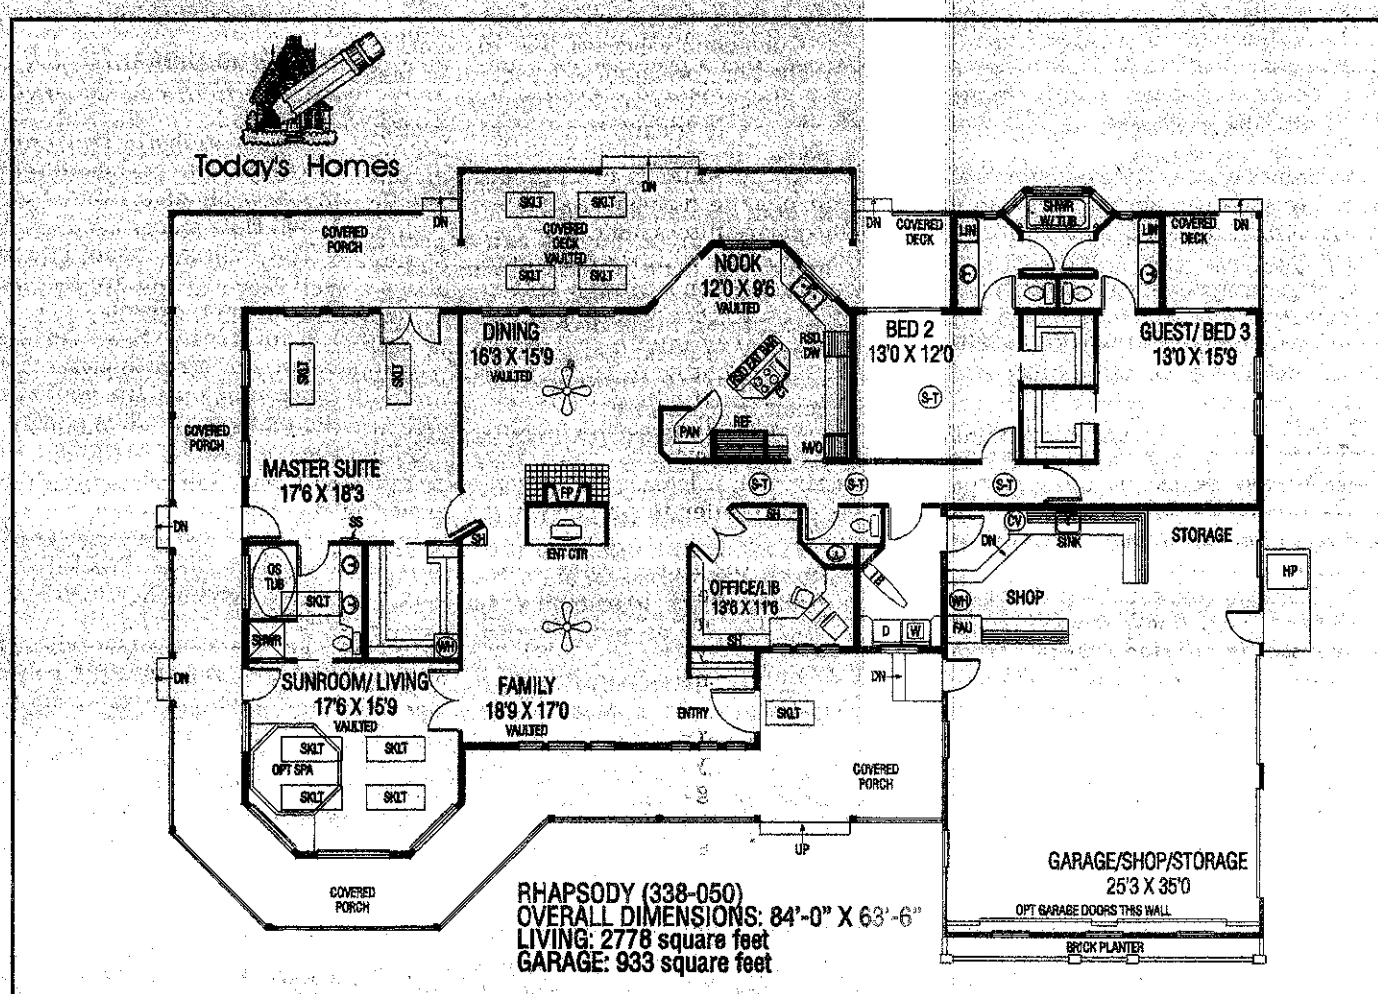 Today's Homes
DN
SKLT
SKLT
COVERED
PORCH
DN
COVERED
DECK
VAULTED
SKLT
SKLT
DN
COVERED
DECK
LIN
SHWR
W/TUB
LIN
COVERED
DECK
DN
NOOK
12'0 X 9'6
VAULTED
DINING
16'3 X 15'9
VAULTED
RSD.
DW
BED 2
13'0 X 12'0
GUEST/ BED 3
13'0 X 15'9
SKLT
SKLT
RSD EAT BAR
S-T
COVERED
PORCH
PAN
REF
M/O
MASTER SUITE
17'6 X 18'3
FP
S-T
S-T
S-T
DN
SS
SH
ENT CTR
SH
CV
SINK
DN
STORAGE
OS
TUB
SKLT
OFFICE/LIB
13'6 X 11'6
HP
SHOP
WH
SHWR
WH
SH
D
W
FAU
DN
SUNROOM/ LIVING
17'6 X 15'9
VAULTED
FAMILY
18'9 X 17'0
VAULTED
ENTRY
SKLT
DN
SKLT
SKLT
OPT SPA
SKLT
SKLT
COVERED
PORCH
UP
COVERED
PORCH
GARAGE/SHOP/STORAGE
25'3 X 35'0
OPT GARAGE DOORS THIS WALL
BRICK PLANTER
RHAPSODY (338-050)
OVERALL DIMENSIONS: 84'-0" X 63'-6"
LIVING: 2778 square feet
GARAGE: 933 square feet